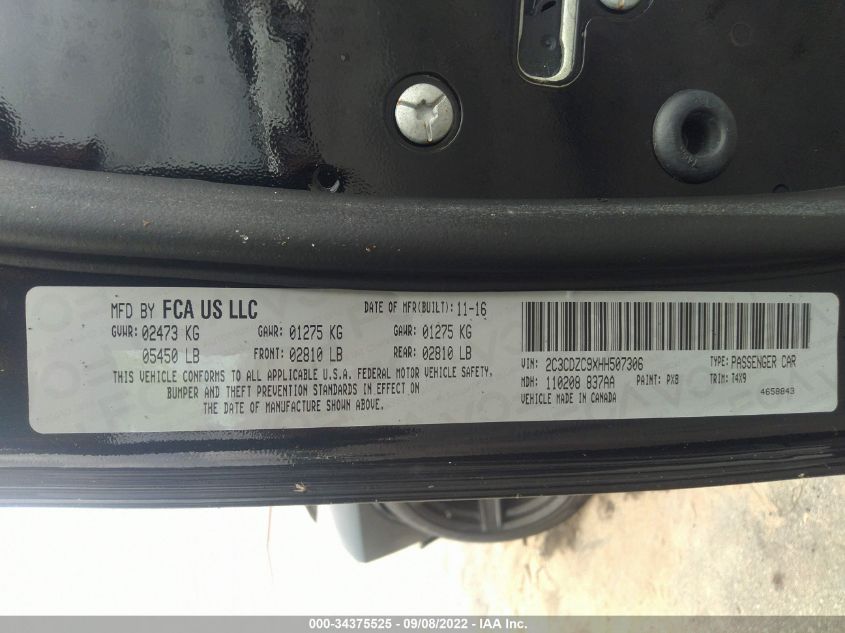 MFD BY FCA US LLC
DATE OF MFR(BUILT): 11-16
GVWR: 02473 KG GAWR: 01275 KG GAWR: 01275 KG
05450 LB FRONT: 02810 LB REAR: 02810 LB
THIS VEHICLE CONFORMS TO ALL APPLICABLE U.S.A. FEDERAL MOTOR VEHICLE SAFETY,
BUMPER AND THEFT PREVENTION STANDARDS IN EFFECT ON
THE DATE OF MANUFACTURE SHOWN ABOVE.
VIN: 2C3CDZC9XHH507306 TYPE: PASSENGER CAR
MDH: 110208 837AA PAINT: PX8 TRIM: T4X9
VEHICLE MADE IN CANADA 4658843
000-34375525 - 09/08/2022 - IAA Inc.